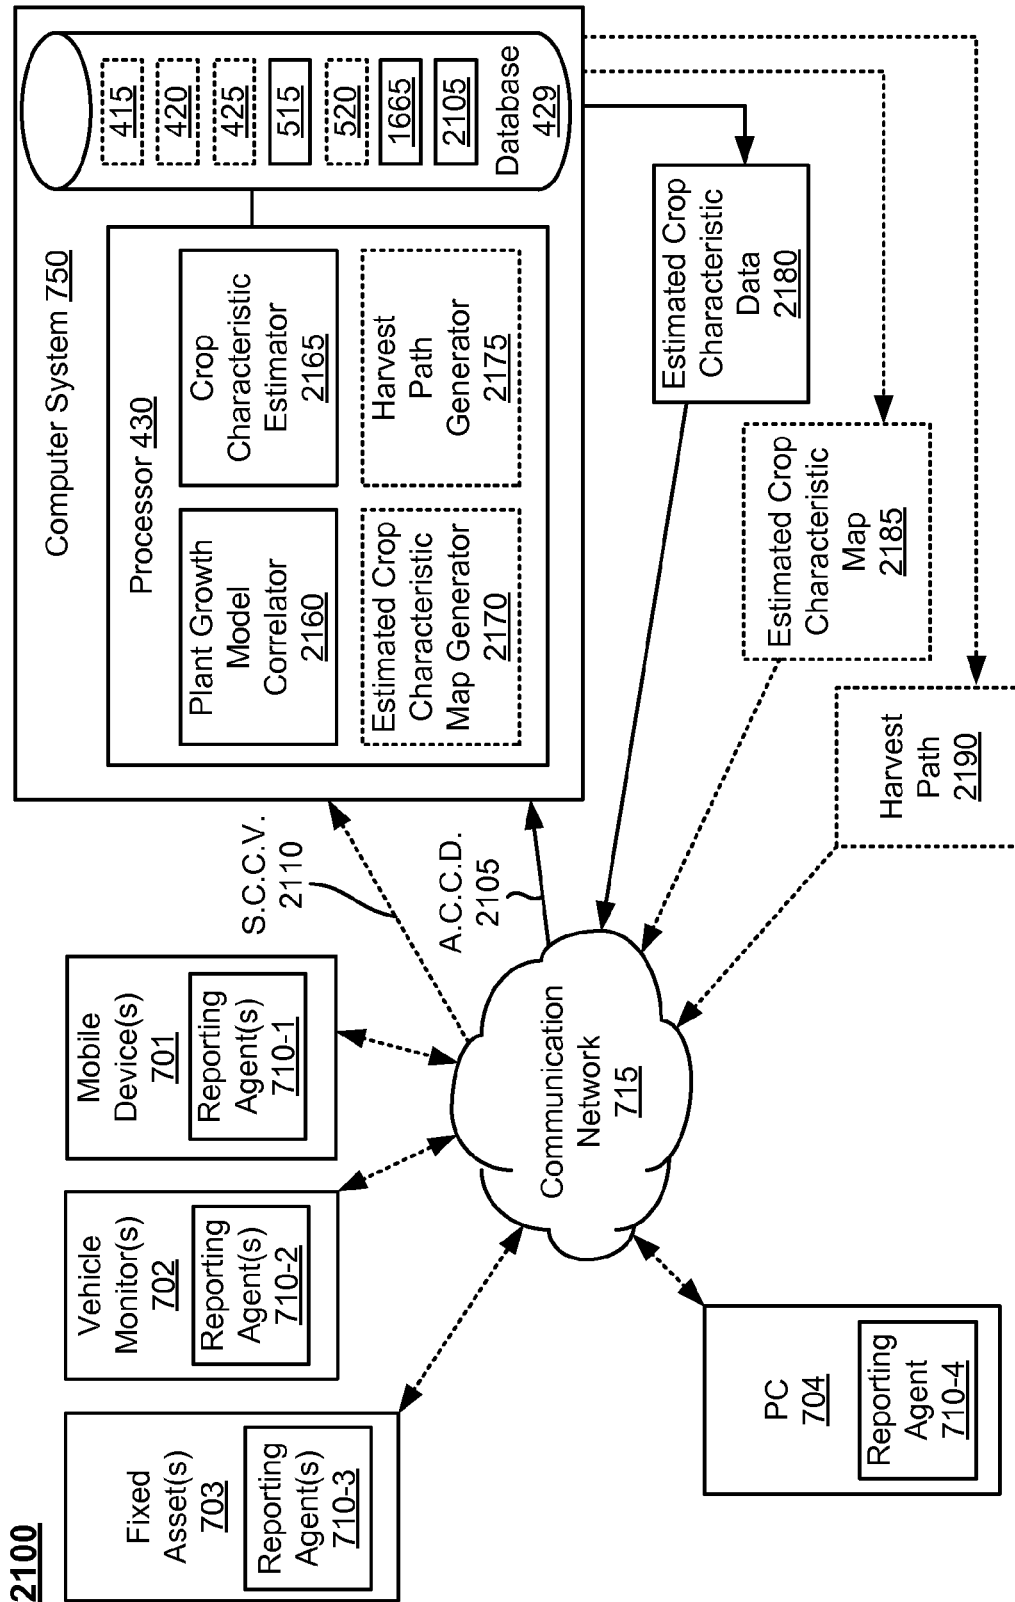 2100
Fixed
Asset(s)
703
Reporting
Agent(s)
710-3
Vehicle
Monitor(s)
702
Reporting
Agent(s)
710-2
Mobile
Device(s)
701
Reporting
Agent(s)
710-1
PC
704
Reporting
Agent
710-4
Communication
Network
715
S.C.C.V.
2110
A.C.C.D.
2105
Computer System 750
Processor 430
Plant Growth
Model
Correlator
2160
Crop
Characteristic
Estimator
2165
Estimated Crop
Characteristic
Map Generator
2170
Harvest
Path
Generator
2175
415
420
425
515
520
1665
2105
Database
429
Estimated Crop
Characteristic
Data
2180
Estimated Crop
Characteristic
Map
2185
Harvest
Path
2190